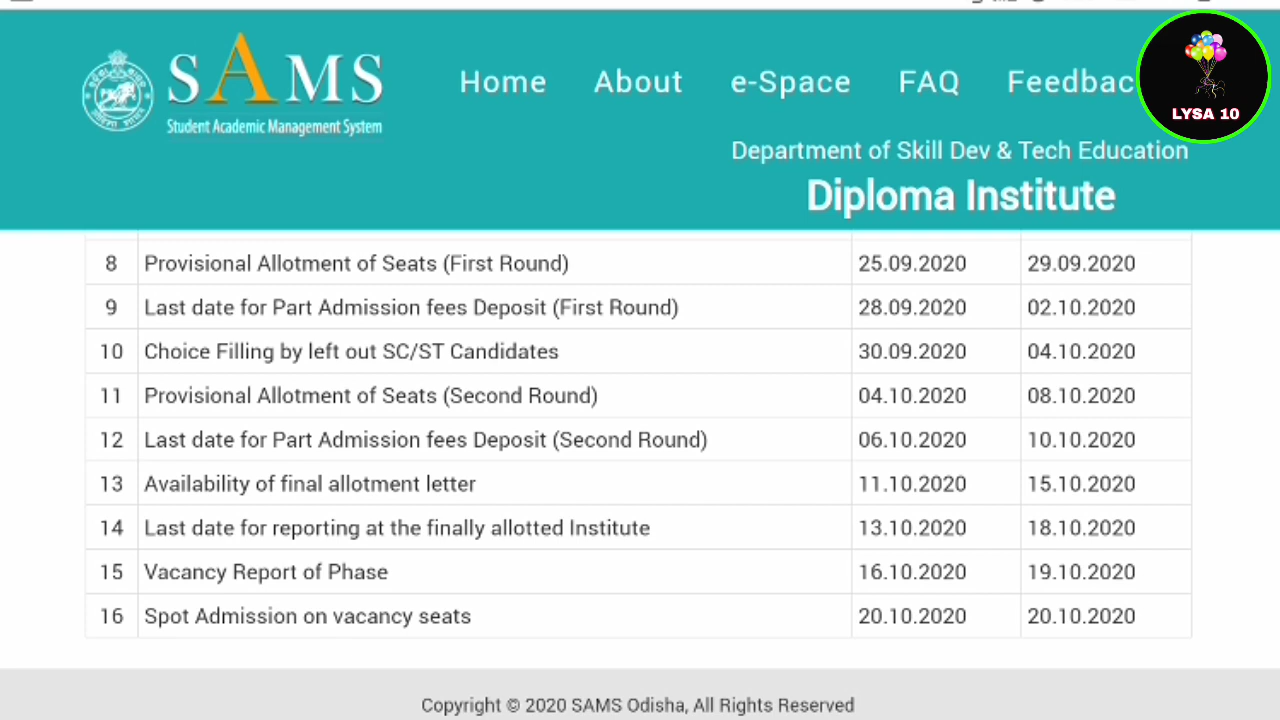 SAMS
Student Academic Management System
Home About e-Space FAQ Feedbac
LYSA 10
Department of Skill Dev & Tech Education
Diploma Institute
8 Provisional Allotment of Seats (First Round) 25.09.2020 29.09.2020
9 Last date for Part Admission fees Deposit (First Round) 28.09.2020 02.10.2020
10 Choice Filling by left out SC/ST Candidates 30.09.2020 04.10.2020
11 Provisional Allotment of Seats (Second Round) 04.10.2020 08.10.2020
12 Last date for Part Admission fees Deposit (Second Round) 06.10.2020 10.10.2020
13 Availability of final allotment letter 11.10.2020 15.10.2020
14 Last date for reporting at the finally allotted Institute 13.10.2020 18.10.2020
15 Vacancy Report of Phase 16.10.2020 19.10.2020
16 Spot Admission on vacancy seats 20.10.2020 20.10.2020
Copyright © 2020 SAMS Odisha, All Rights Reserved